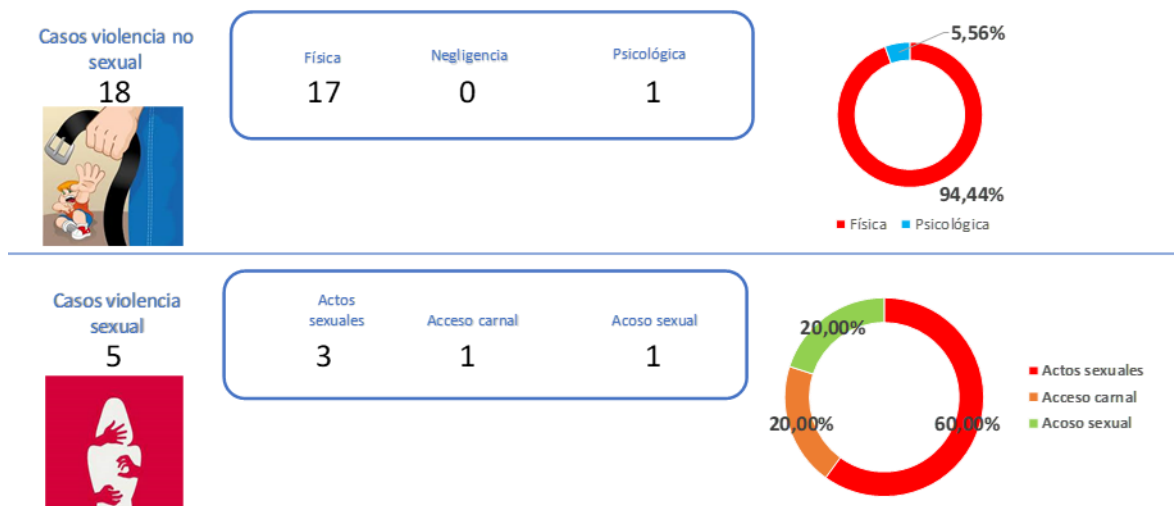 Casos violencia no
sexual
18
Física
Negligencia
Psicológica
17
0
1
5,56%
94,44%
Física
Psicológica
Casos violencia
sexual
5
Actos
sexuales
Acceso carnal
Acoso sexual
3
1
1
20,00%
20,00%
60,00%
Actos sexuales
Acceso carnal
Acoso sexual